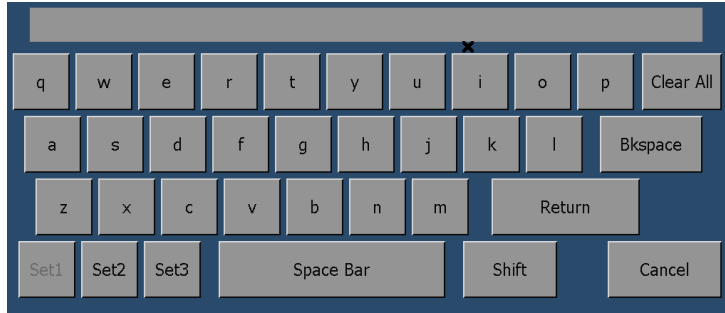 q w e r t y u i o p Clear All
a s d f g h j k l Bkspace
z x c v b n m Return
Set1 Set2 Set3 Space Bar Shift Cancel